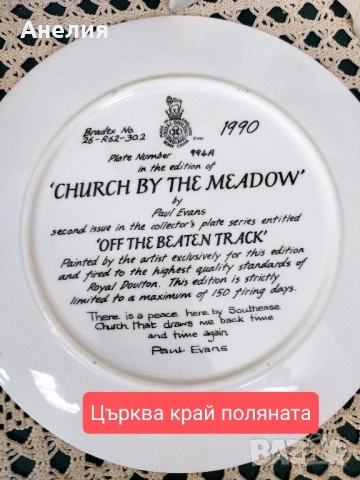 Анелия
Bradex No.
26-R62-30.2
1990
Plate Number 994A
in the edition of
'CHURCH BY THE MEADOW'
by
Paul Evans
second issue in the collector's plate series entitled
'OFF THE BEATEN TRACK'
Painted by the artist exclusively for this edition
and fired to the highest quality standards of
Royal Doulton. This edition is strictly
limited to a maximum of 150 firing days.
There is a peace here by Southease
Church that draws me back time
and time again.
Paul Evans
Църква край поляната
BAZAR